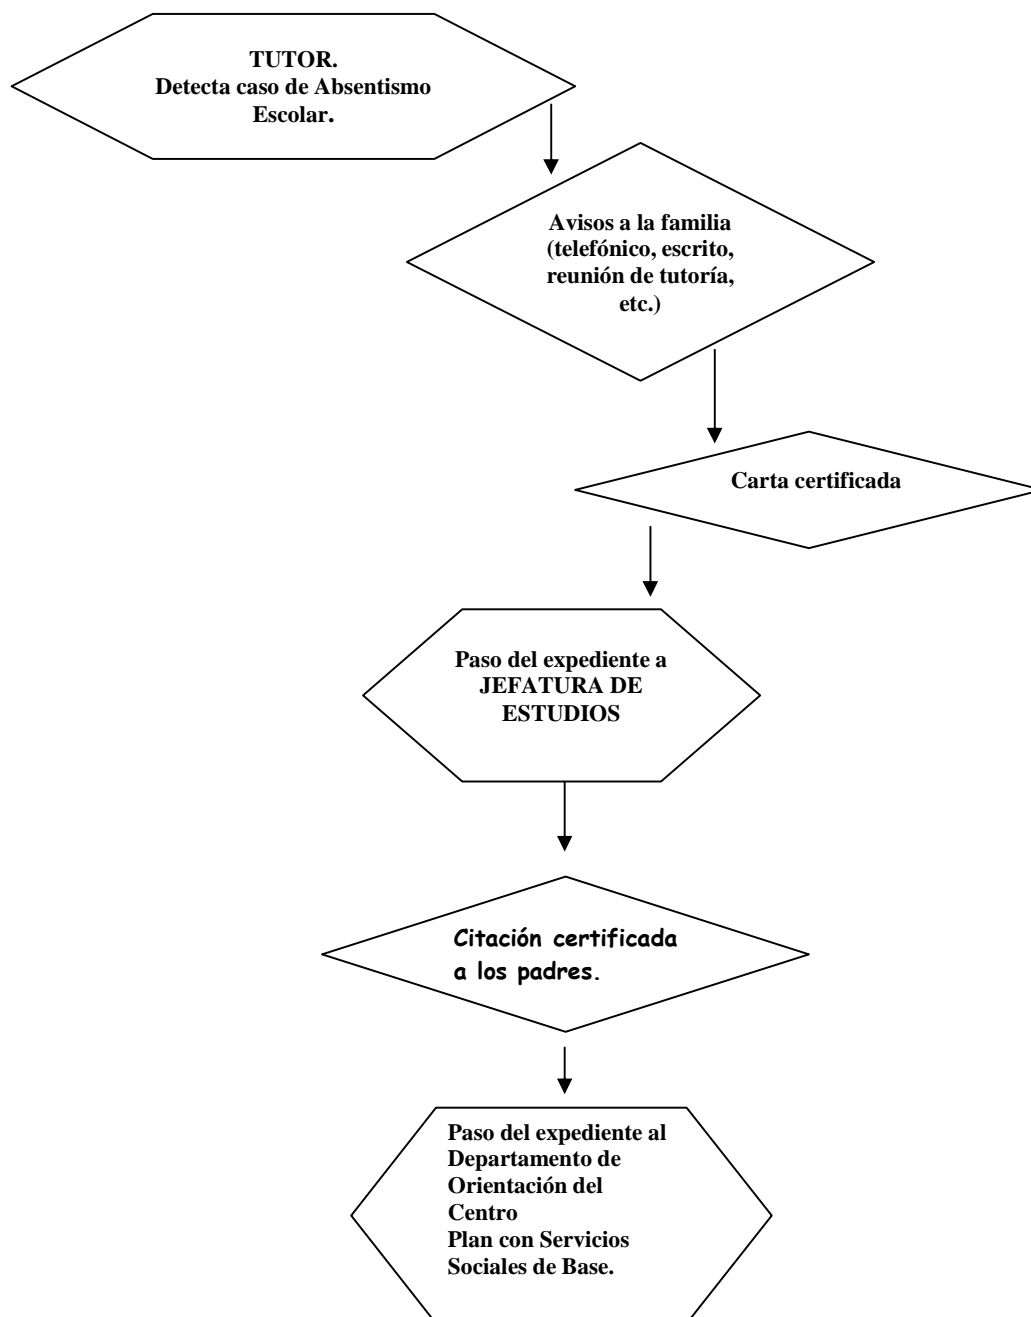 TUTOR.
Detecta caso de Absentismo
Escolar.
Avisos a la familia
(telefónico, escrito,
reunión de tutoría,
etc.)
Carta certificada
Paso del expediente a
JEFATURA DE
ESTUDIOS
Citación certificada
a los padres.
Paso del expediente al
Departamento de
Orientación del
Centro
Plan con Servicios
Sociales de Base.